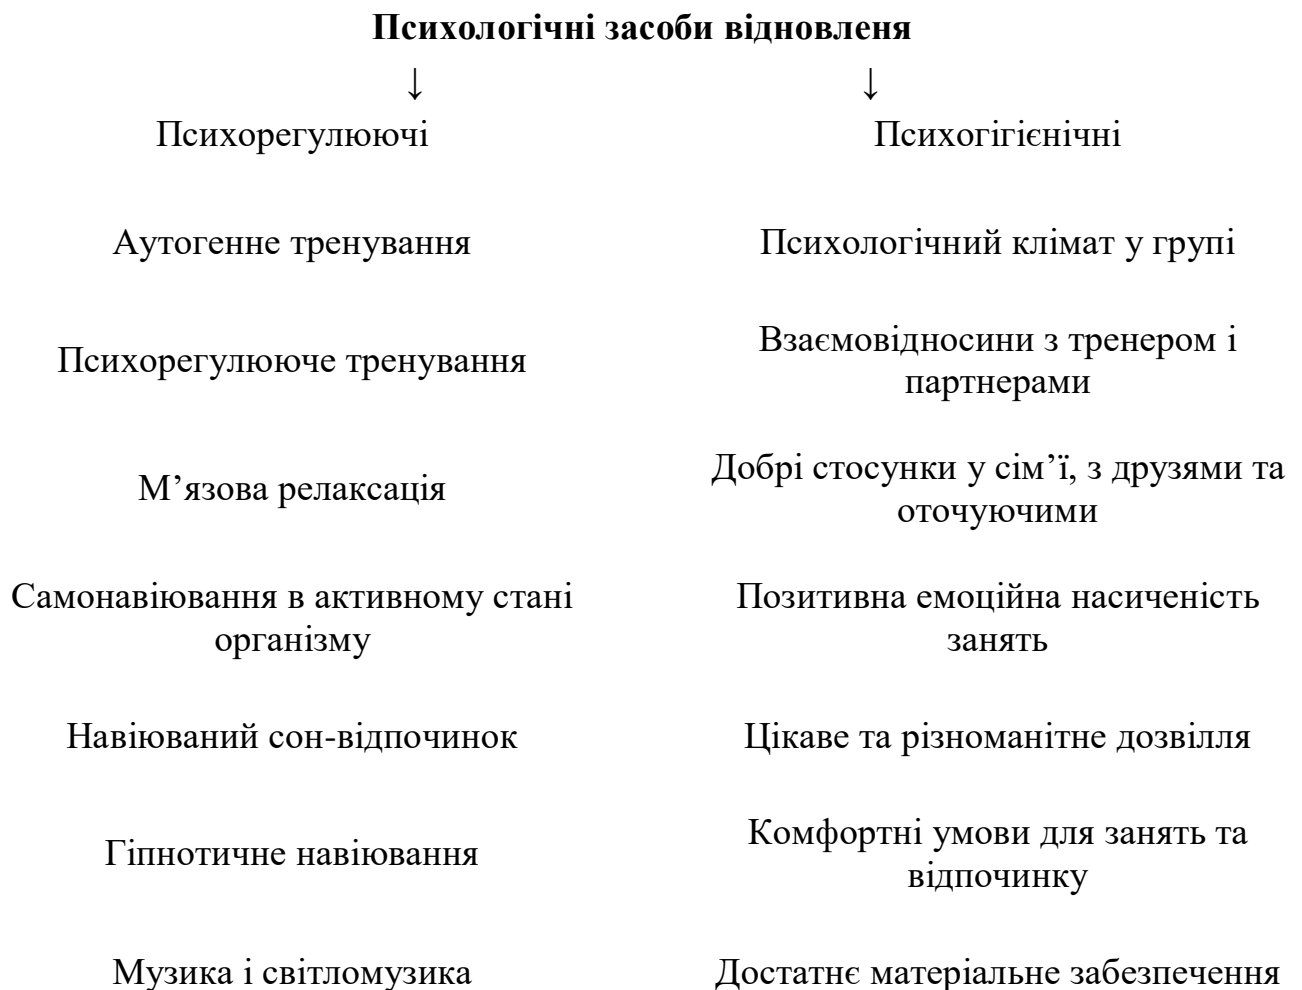 Психологічні засоби відновленя
↓ ↓
Психорегулюючі Психогігієнічні
Аутогенне тренування Психологічний клімат у групі
Психорегулююче тренування
Взаємовідносини з тренером і
партнерами
М’язова релаксація
Добрі стосунки у сім’ї, з друзями та
оточуючими
Самонавіювання в активному стані
організму
Позитивна емоційна насиченість
занять
Навіюваний сон-відпочинок Цікаве та різноманітне дозвілля
Гіпнотичне навіювання
Комфортні умови для занять та
відпочинку
Музика і світломузика Достатнє матеріальне забезпечення